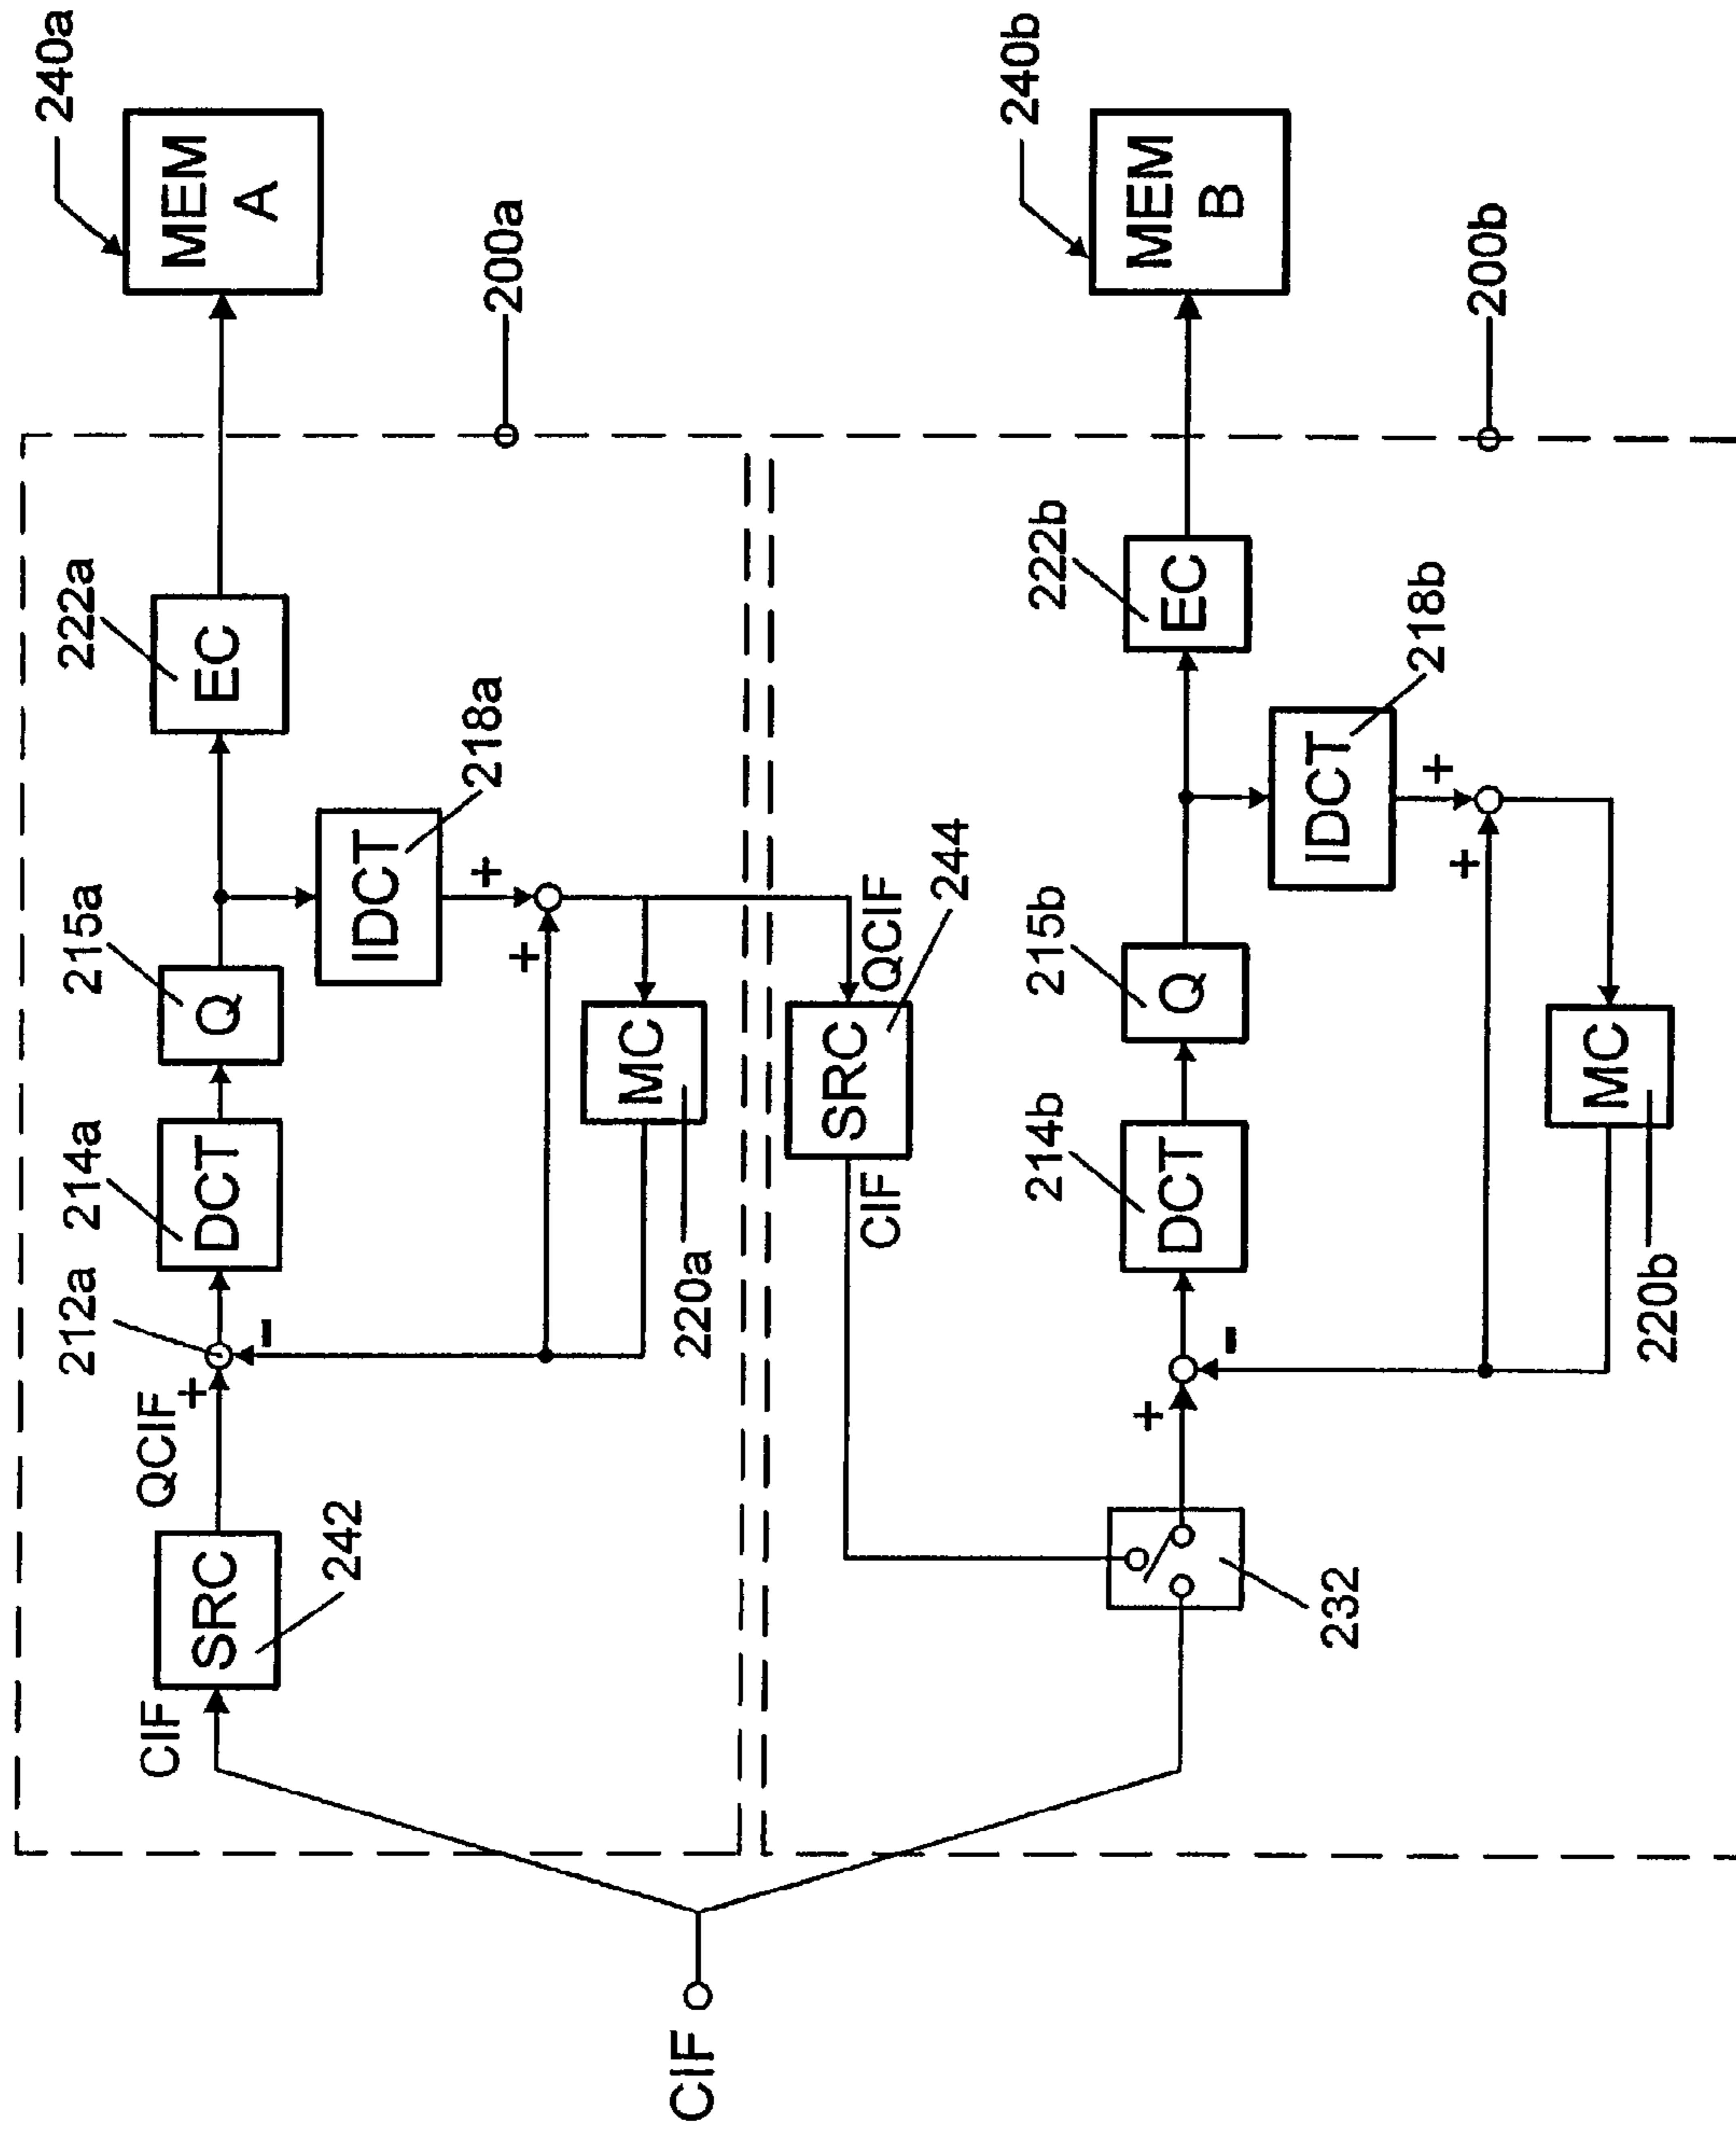 240a
MEM
A
200a
222a
EC
218a
IDCT
215a
Q
+
+
214a
DCT
MC
220a
212a
-
QCIF
+
SRC
242
CIF
CIF
240b
MEM
B
200b
222b
EC
218b
IDCT
+
+
244
QCIF
SRC
CIF
215b
Q
214b
DCT
MC
220b
-
+
232